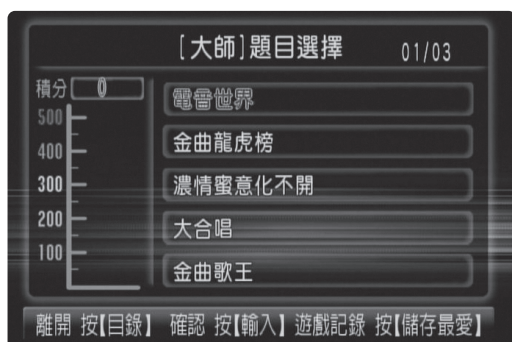 [大師]題目選擇 01/03
積分 0
電音世界
500
金曲龍虎榜
400
濃情蜜意化不開
300
大合唱
200
金曲歌王
100
離開 按【目錄】 確認 按【輸入】 遊戲記錄 按【儲存最愛】